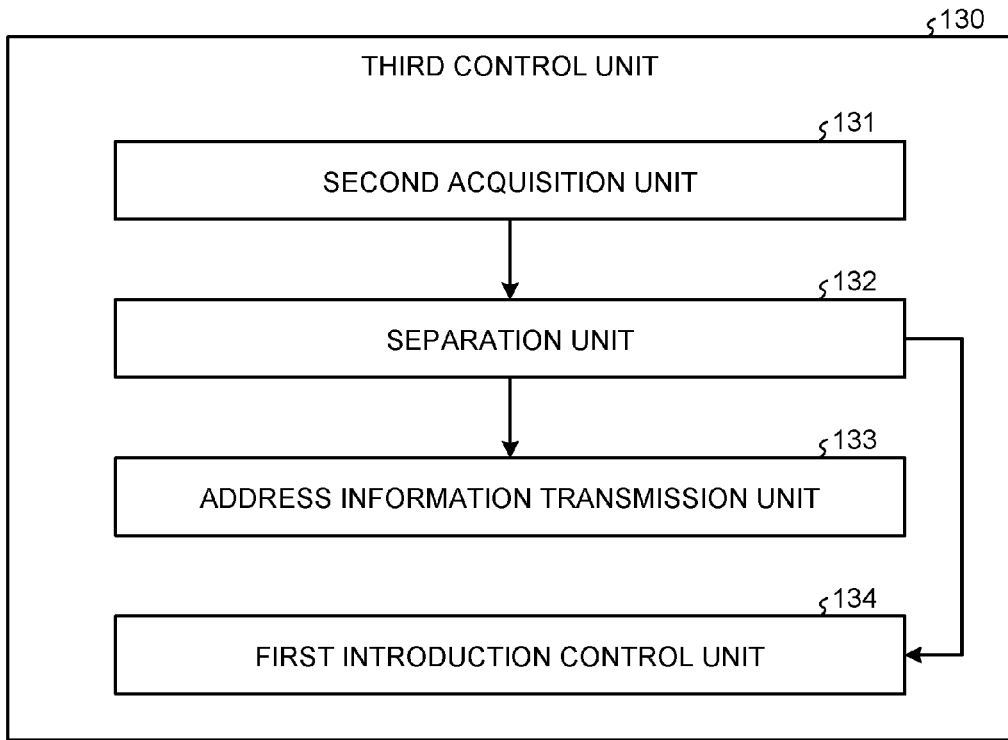 130
THIRD CONTROL UNIT
131
SECOND ACQUISITION UNIT
132
SEPARATION UNIT
133
ADDRESS INFORMATION TRANSMISSION UNIT
134
FIRST INTRODUCTION CONTROL UNIT